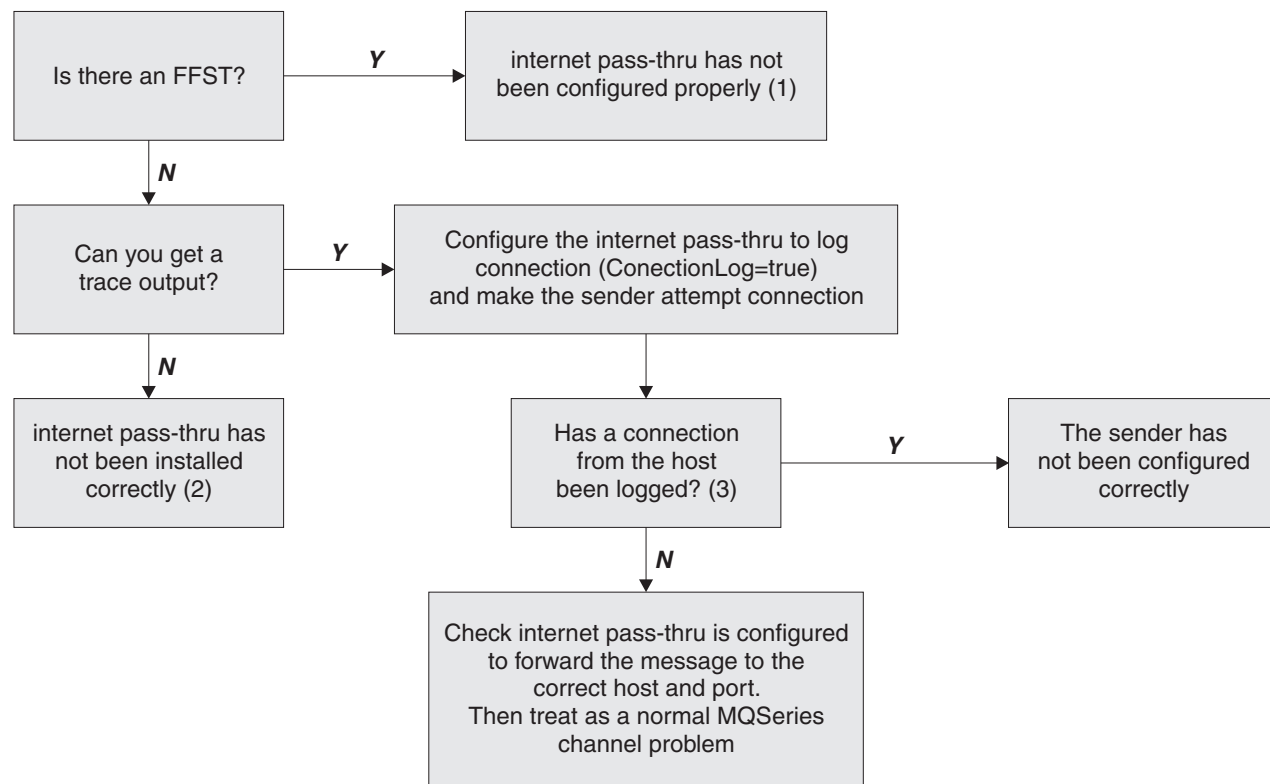 Is there an FFST?
Y
internet pass-thru has not
been configured properly (1)
N
Can you get a
trace output?
Y
Configure the internet pass-thru to log
connection (ConectionLog=true)
and make the sender attempt connection
N
internet pass-thru has
not been installed
correctly (2)
Has a connection
from the host
been logged? (3)
Y
The sender has
not been configured
correctly
N
Check internet pass-thru is configured
to forward the message to the
correct host and port.
Then treat as a normal MQSeries
channel problem